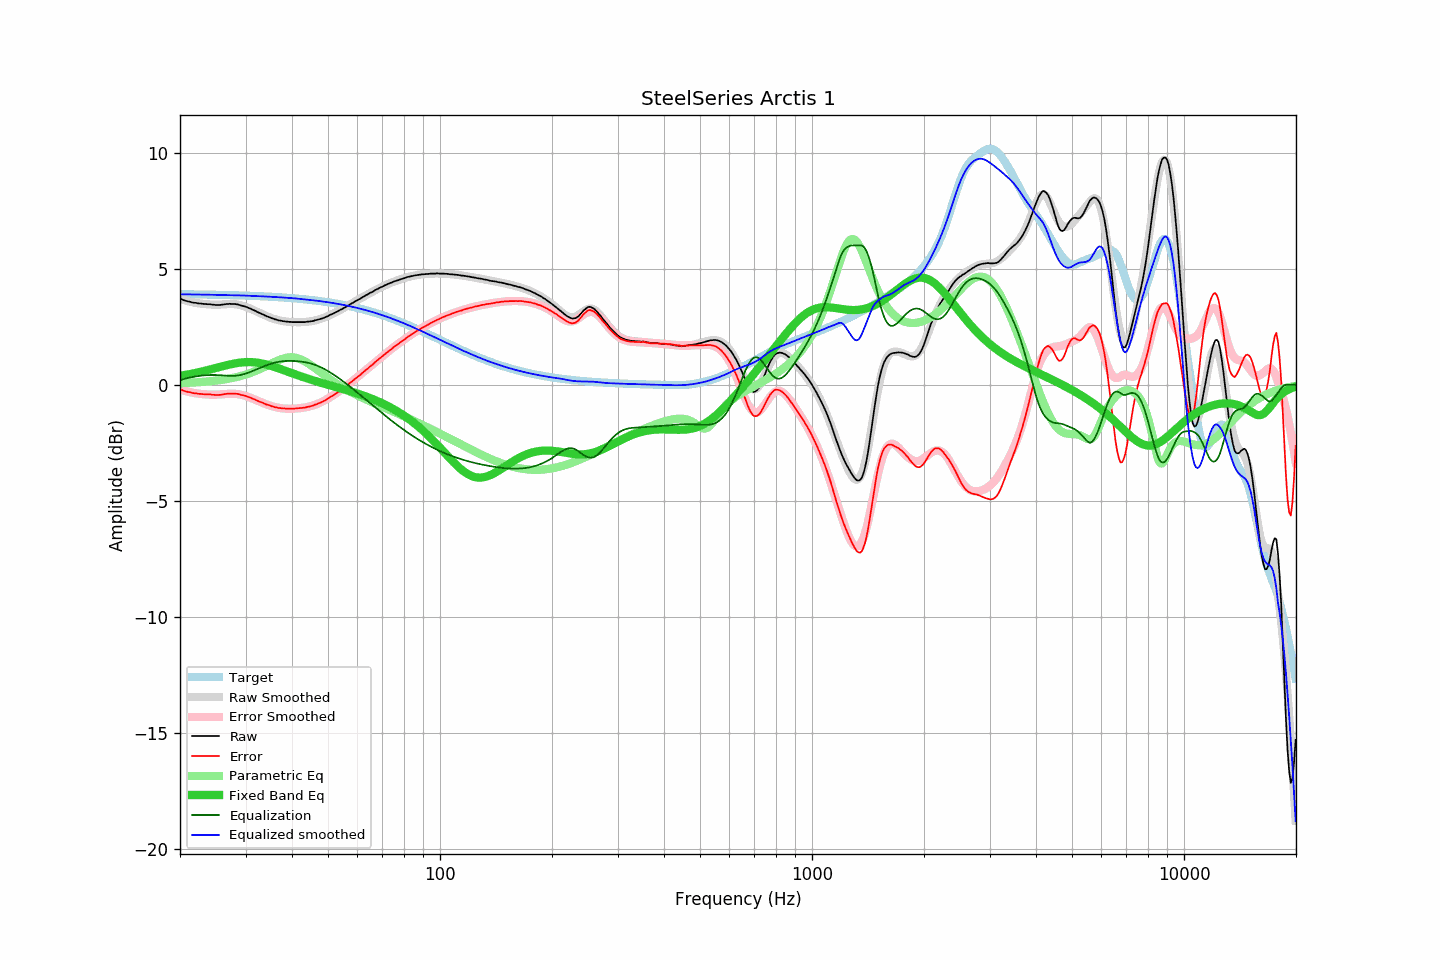 SteelSeries Arctis 1
10
5
0
−5
−10
−15
−20
Amplitude (dBr)
Target
Raw Smoothed
Error Smoothed
Raw
Error
Parametric Eq
Fixed Band Eq
Equalization
Equalized smoothed
100
1000
10000
Frequency (Hz)